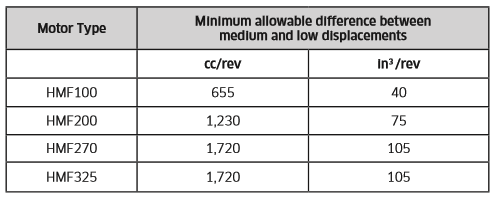 Motor Type
Minimum allowable difference between
medium and low displacements
cc/rev in³/rev
HMF100 655 40
HMF200 1,230 75
HMF270 1,720 105
HMF325 1,720 105